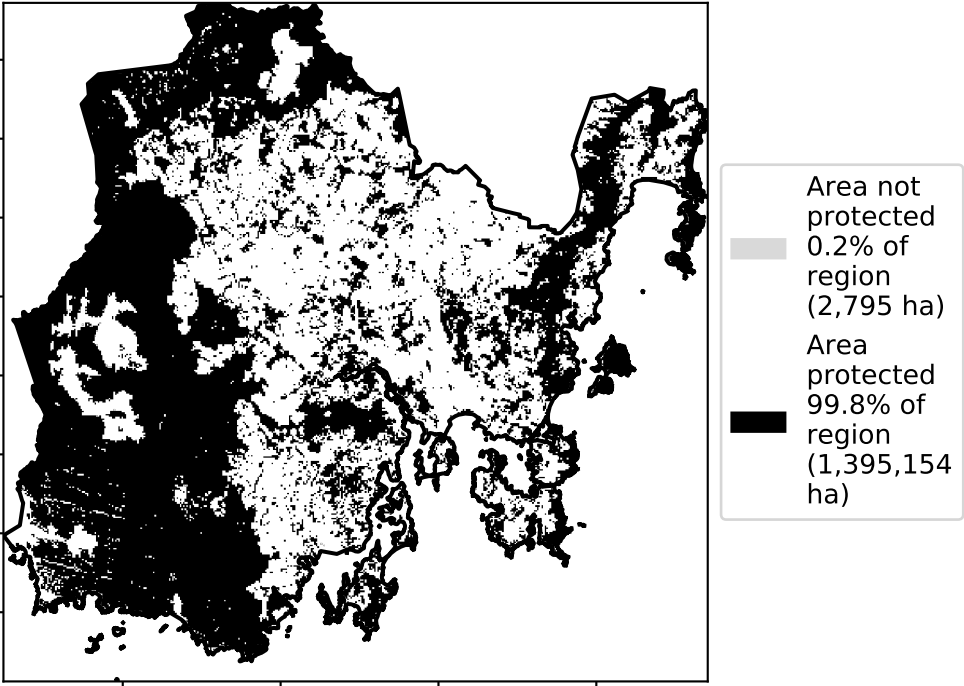 Area not
protected
0.2% of
region
(2,795 ha)
Area
protected
99.8% of
region
(1,395,154
ha)